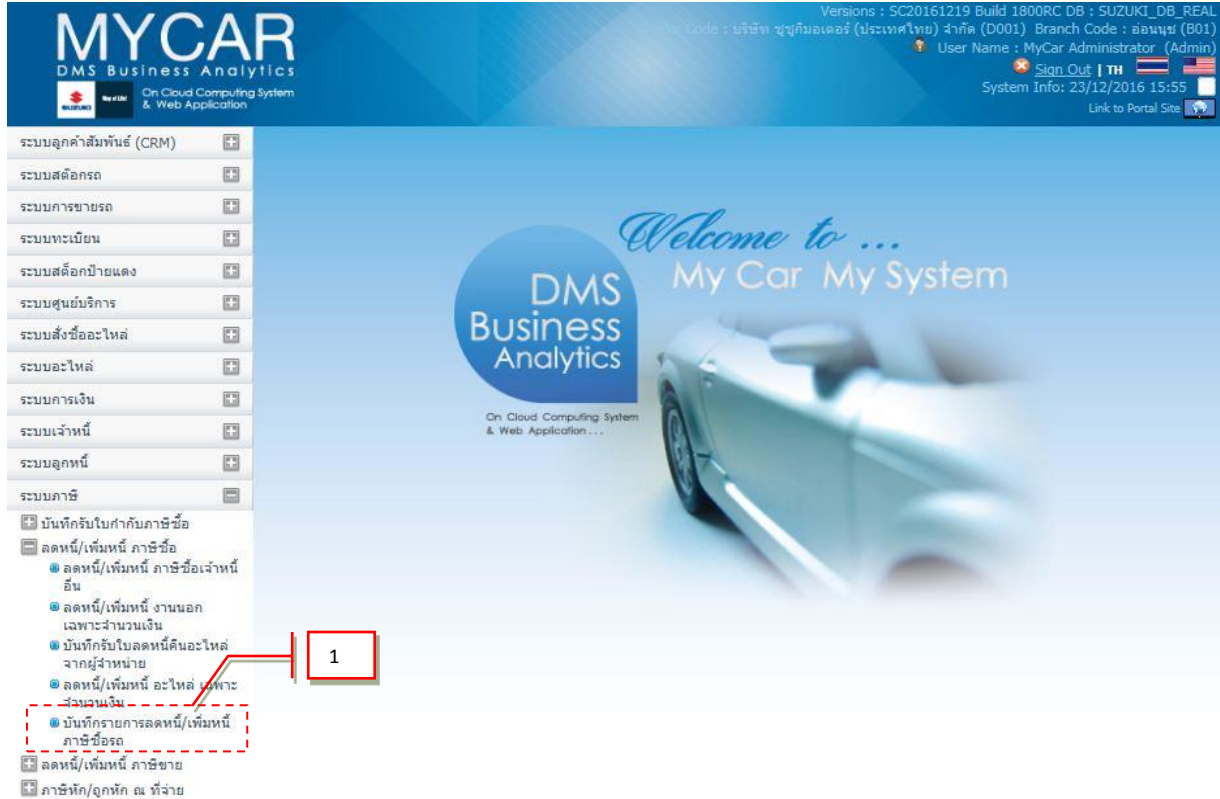 MYCAR
DMS Business Analytics
SUZUKI
Way of Life!
On Cloud Computing System
& Web Application
Versions : SC20161219 Build 1800RC DB : SUZUKI_DB_REAL
Code : บริษัท ซูซูกิมอเตอร์ (ประเทศไทย) จำกัด (D001) Branch Code : อ่อนนุช (B01)
User Name : MyCar Administrator (Admin)
Sign Out | TH
System Info: 23/12/2016 15:55
Link to Portal Site
ระบบลูกค้าสัมพันธ์ (CRM)
ระบบสต๊อกรถ
ระบบการขายรถ
ระบบทะเบียน
ระบบสต็อกป้ายแดง
ระบบศูนย์บริการ
ระบบสั่งซื้ออะไหล่
ระบบอะไหล่
ระบบการเงิน
ระบบเจ้าหนี้
ระบบลูกหนี้
ระบบภาษี
บันทึกรับใบกำกับภาษีซื้อ
ลดหนี้/เพิ่มหนี้ ภาษีซื้อ
ลดหนี้/เพิ่มหนี้ ภาษีซื้อเจ้าหนี้
อื่น
ลดหนี้/เพิ่มหนี้ งานนอก
เฉพาะจำนวนเงิน
บันทึกรับใบลดหนี้คืนอะไหล่
จากผู้จำหน่าย
ลดหนี้/เพิ่มหนี้ อะไหล่ เฉพาะ
จำนวนเงิน
บันทึกรายการลดหนี้/เพิ่มหนี้
ภาษีซื้อรถ
ลดหนี้/เพิ่มหนี้ ภาษีขาย
ภาษีหัก/ถูกหัก ณ ที่จ่าย
1
Welcome to ...
My Car My System
DMS
Business
Analytics
On Cloud Computing System
& Web Application...